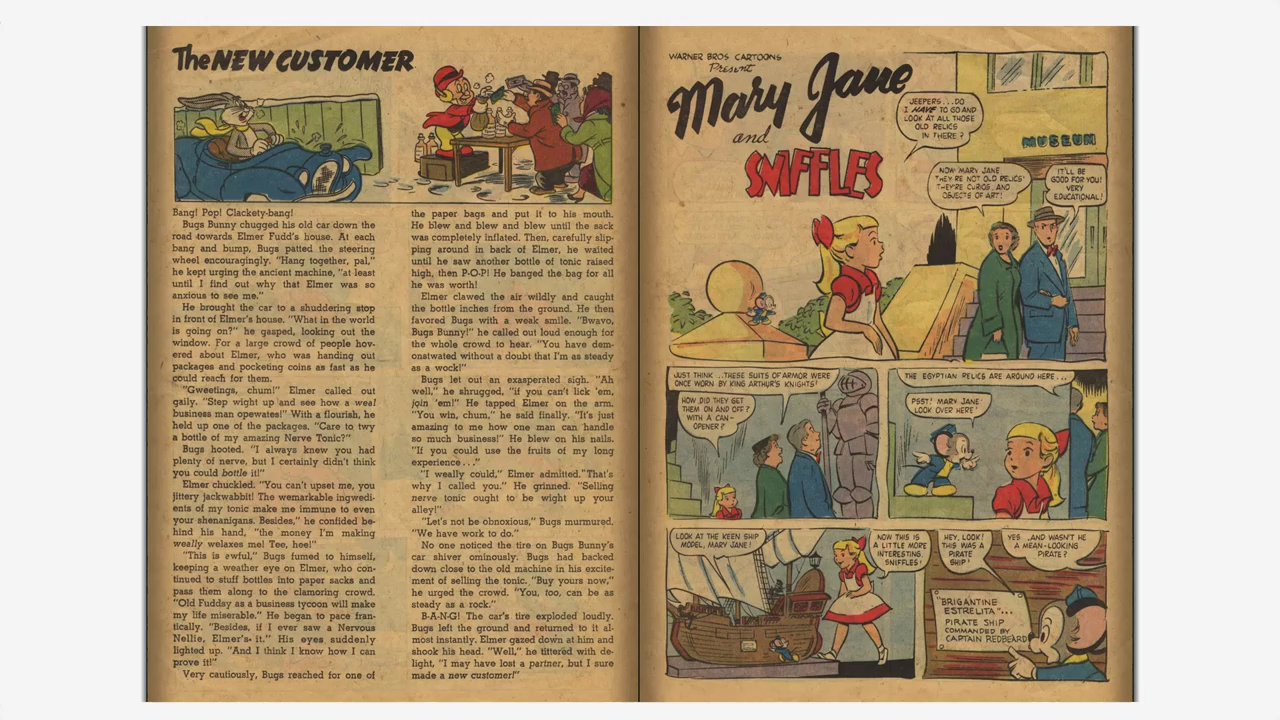 The NEW CUSTOMER
Bang! Pop! Clackety-bang!
Bugs Bunny chugged his old car down the
road towards Elmer Fudd's house. At each
bang and bump, Bugs patted the steering
wheel encouragingly. "Hang together, pal,"
he kept urging the ancient machine, "at least
until I find out why that Elmer was so
anxious to see me."
He brought the car to a shuddering stop
in front of Elmer's house. "What in the world
is going on?" he gasped, looking out the
window. For a large crowd of people hov-
ered about Elmer, who was handing out
packages and pocketing coins as fast as he
could reach for them.
"Gweetings, chum!" Elmer called out
gaily. "Step wight up and see how a weal
business man opewates!" With a flourish, he
held up one of the packages. "Care to twy
a bottle of my amazing Nerve Tonic?"
Bugs hooted. "I always knew you had
plenty of nerve, but I certainly didn't think
you could bottle it!"
Elmer chuckled. "You can't upset me, you
jittery jackwabbit! The wemarkable ingwedi-
ents of my tonic make me immune to even
your shenanigans. Besides," he confided be-
hind his hand, "the money I'm making
weally welaxes me! Tee, hee!"
"This is awful," Bugs fumed to himself,
keeping a weather eye on Elmer, who con-
tinued to stuff bottles into paper sacks and
pass them along to the clamoring crowd.
"Old Fuddsy as a business tycoon will make
my life miserable." He began to pace fran-
tically. "Besides, if I ever saw a Nervous
Nellie, Elmer's it." His eyes suddenly
lighted up. "And I think I know how I can
prove it!"
Very cautiously, Bugs reached for one of
the paper bags and put it to his mouth.
He blew and blew and blew until the sack
was completely inflated. Then, carefully slip-
ping around in back of Elmer, he waited
until he saw another bottle of tonic raised
high, then P-O-P! He banged the bag for all
he was worth!
Elmer clawed the air wildly and caught
the bottle inches from the ground. He then
favored Bugs with a weak smile. "Bwavo,
Bugs Bunny!" he called out loud enough for
the whole crowd to hear. "You have dem-
onstwated without a doubt that I'm as steady
as a wock!"
Bugs let out an exasperated sigh. "Ah
well," he shrugged, "if you can't lick 'em,
join 'em!" He tapped Elmer on the arm.
"You win, chum," he said finally. "It's just
amazing to me how one man can handle
so much business!" He blew on his nails.
"If you could use the fruits of my long
experience . . ."
"I weally could," Elmer admitted. "That's
why I called you." He grinned. "Selling
nerve tonic ought to be wight up your
alley!"
"Let's not be obnoxious," Bugs murmured.
"We have work to do."
No one noticed the tire on Bugs Bunny's
car shiver ominously. Bugs had backed
down close to the old machine in his excite-
ment of selling the tonic. "Buy yours now,"
he urged the crowd. "You, too, can be as
steady as a rock."
B-A-N-G! The car's tire exploded loudly.
Bugs left the ground and returned to it al-
most instantly. Elmer gazed down at him and
shook his head. "Well," he tittered with de-
light, "I may have lost a partner, but I sure
made a new customer!"
WARNER BROS. CARTOONS
Present
Mary Jane
and
SNIFFLES
JEEPERS...DO
I HAVE TO GO AND
LOOK AT ALL THOSE
OLD RELICS
IN THERE?
MUSEUM
NOW MARY JANE
THEY'RE NOT OLD RELICS
THEY'RE CURIOS, AND
OBJECTS OF ART!
IT'LL BE
GOOD FOR YOU!
VERY
EDUCATIONAL!
JUST THINK...THESE SUITS OF ARMOR WERE
ONCE WORN BY KING ARTHUR'S KNIGHTS!
HOW DID THEY GET
THEM ON AND OFF?
WITH A CAN-
OPENER?
THE EGYPTIAN RELICS ARE AROUND HERE...
PSST! MARY JANE-
LOOK OVER HERE!
LOOK AT THE KEEN SHIP
MODEL, MARY JANE!
NOW THIS IS
A LITTLE MORE
INTERESTING,
SNIFFLES!
HEY, LOOK!
THIS WAS A
PIRATE
SHIP!
YES...AND WASN'T HE
A MEAN-LOOKING
PIRATE?
"BRIGANTINE
ESTRELITA"...
PIRATE SHIP
COMMANDED BY
CAPTAIN REDBEARD